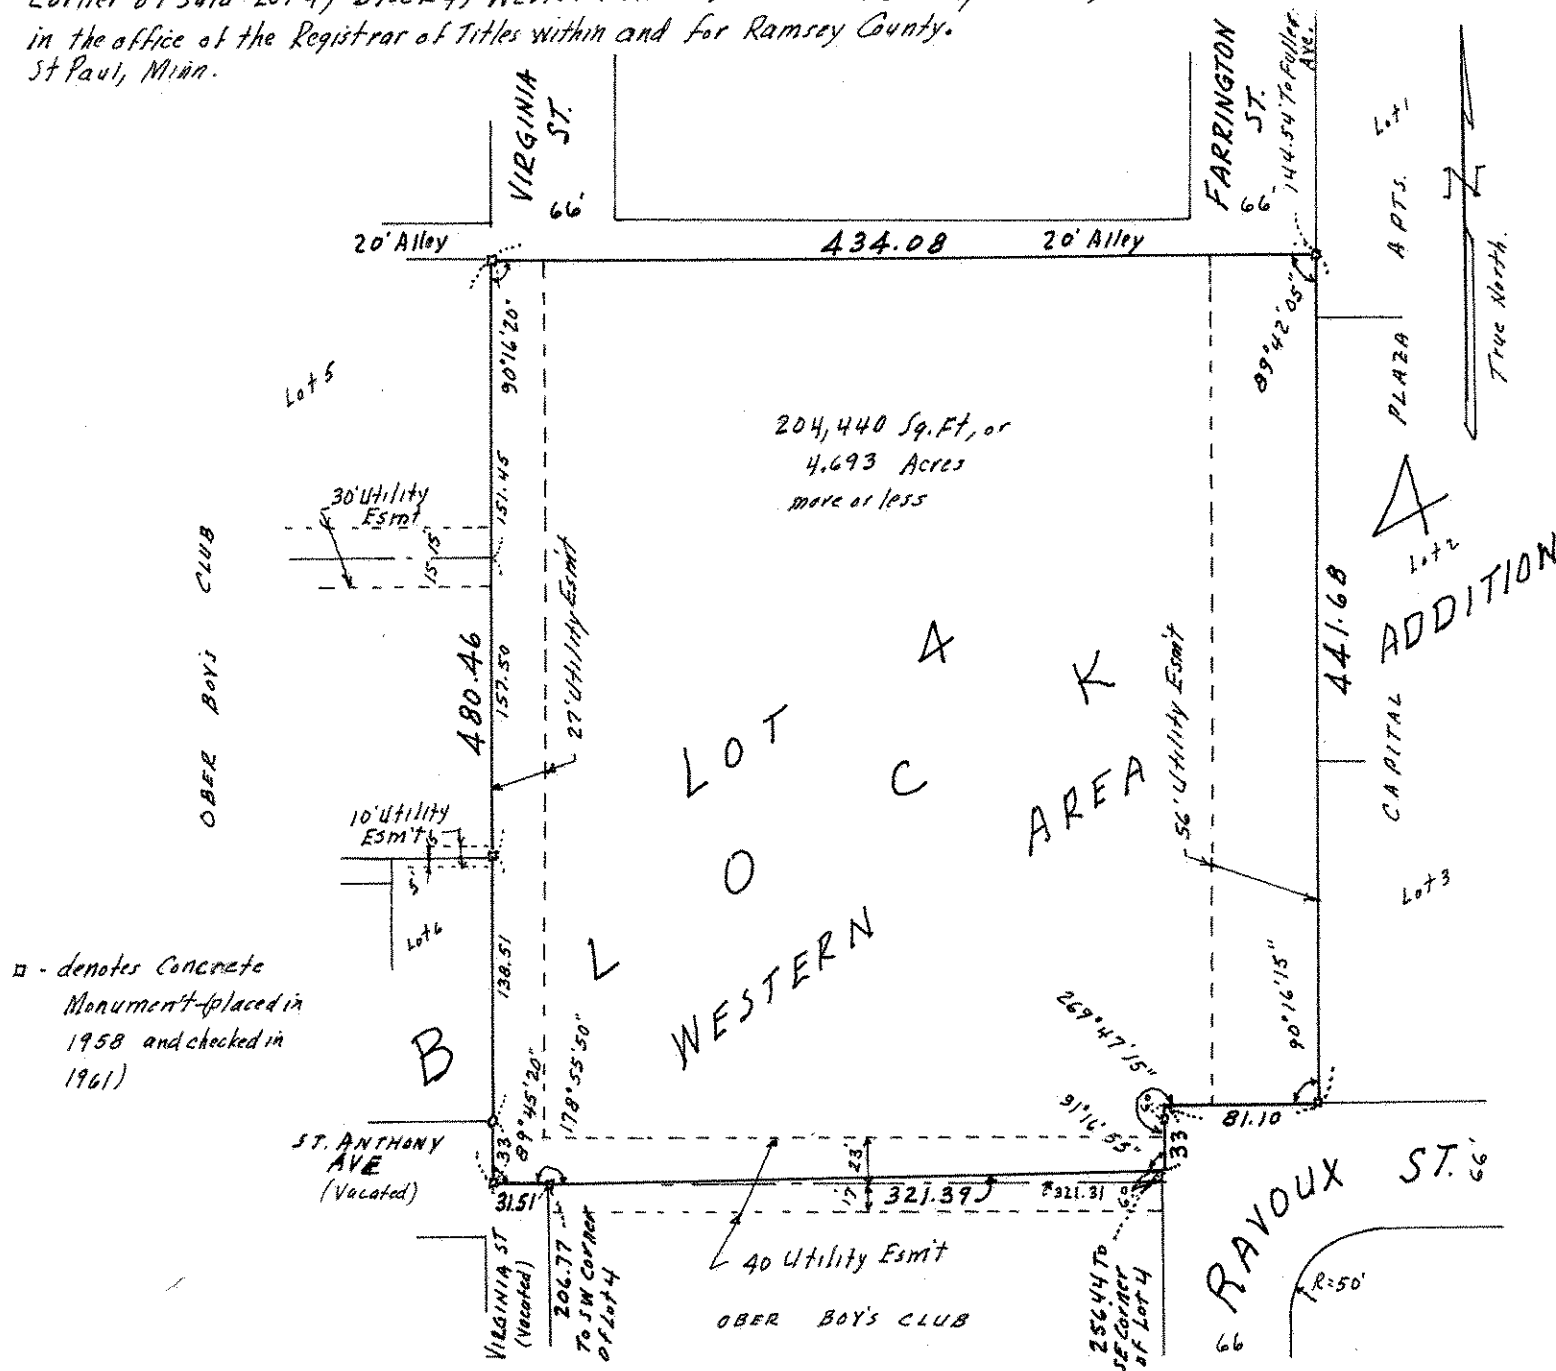 in the office of the Registrar of Titles within and for Ramsey County.
St Paul, Minn.
VIRGINIA
ST.
66'
FARRINGTON
ST.
66'
144.54 To Fuller
Ave.
Lot 1
20' Alley
434.08
20' Alley
N
True North.
PLAZA APTS.
90°16'20"
89°42'05"
Lot 5
204,440 Sq.Ft, or
4.693 Acres
more or less
30' Utility
Esmt
151.45
15' 15'
OBER BOY'S CLUB
480.46
157.50
27' Utility Esm't
4
Lot 2
ADDITION
441.68
CAPITAL
LOT 4
B L O C K
WESTERN
AREA
56' Utility Esm't
10' Utility
Esm't
5'
5'
Lot 6
138.51
Lot 3
¤ - denotes Concrete
Monument (placed in
1958 and checked in
1961)
269°47'15"
90°16'15"
89°45'20"
178°55'50"
91°16'55"
81.10
33
ST. ANTHONY
AVE
(Vacated)
33
23'
17'
31.51
321.39
321.31
RAVOUX ST.
66'
VIRGINIA ST
(Vacated)
206.77
To SW Corner
Of Lot 4
40 Utility Esm't
OBER BOY'S CLUB
256.44 To
SE Corner
of Lot 4
R=50'
66